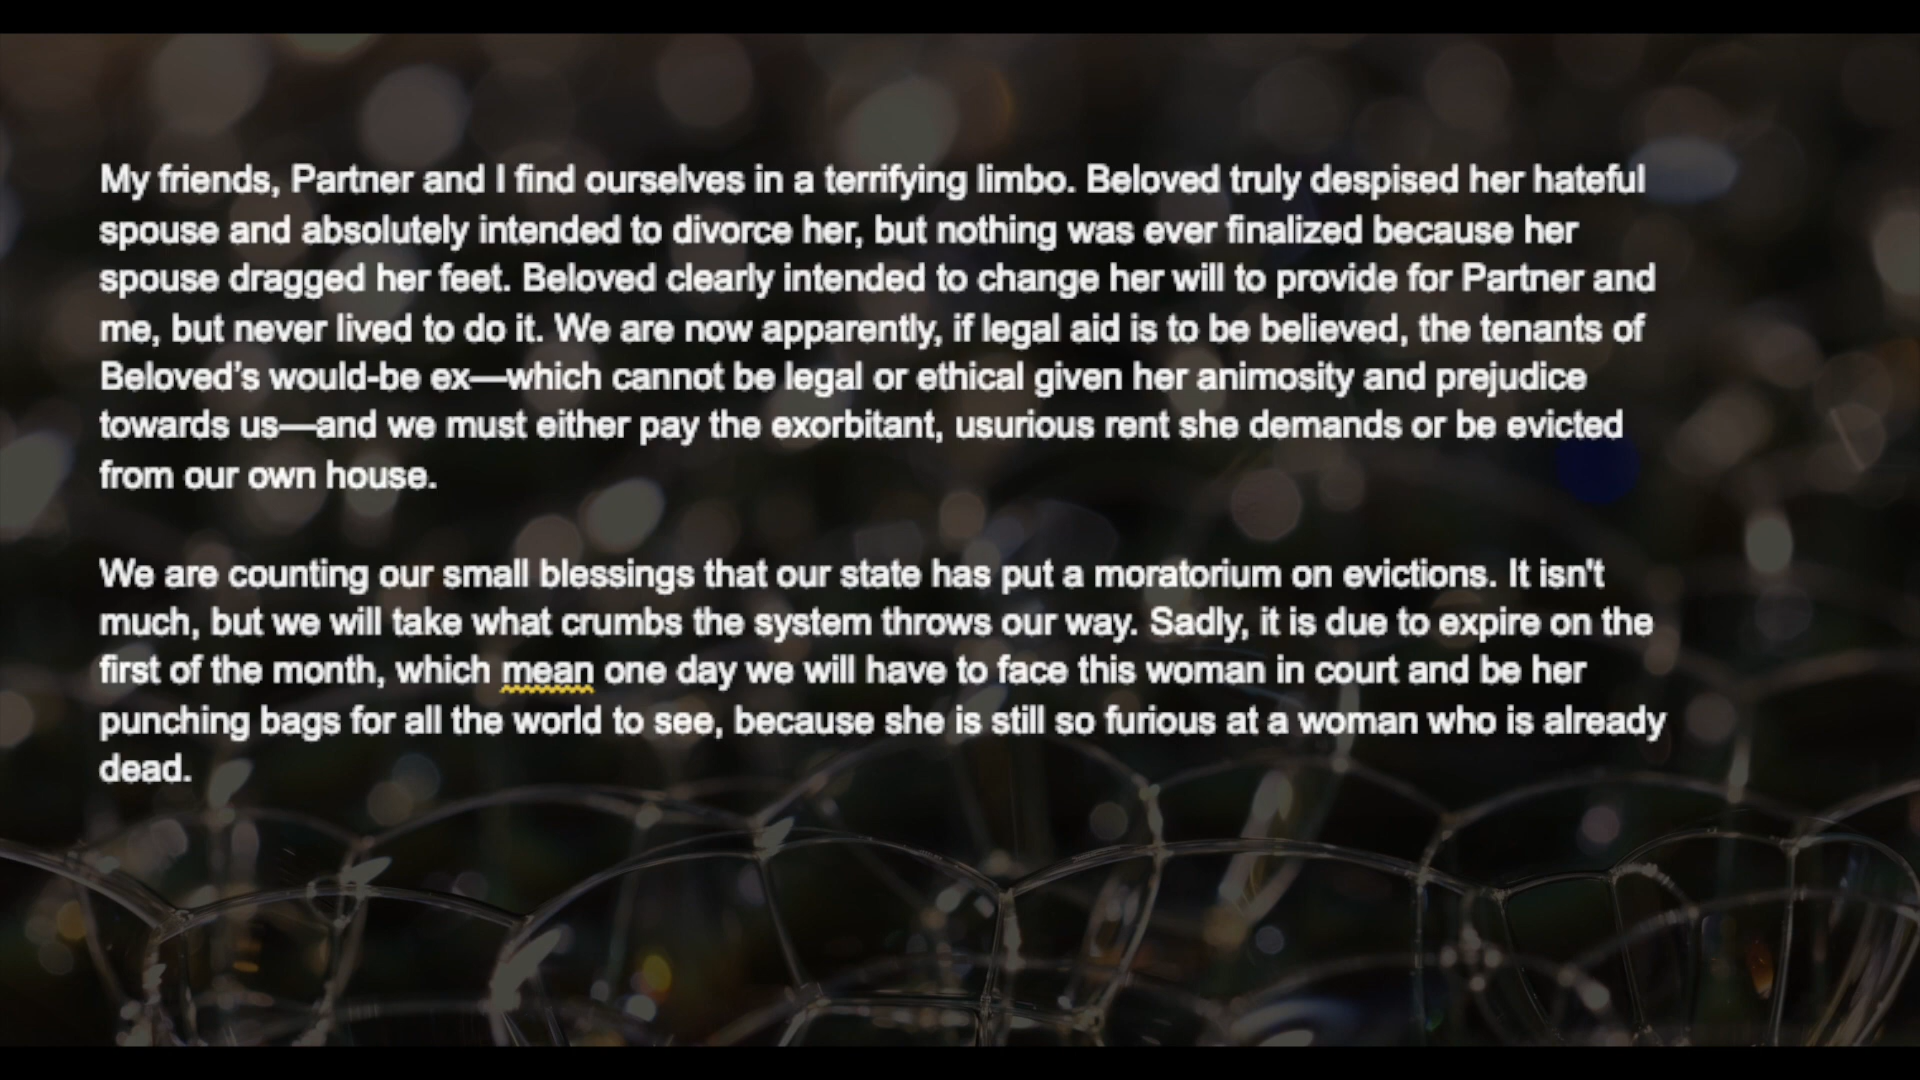 My friends, Partner and I find ourselves in a terrifying limbo. Beloved truly despised her hateful
spouse and absolutely intended to divorce her, but nothing was ever finalized because her
spouse dragged her feet. Beloved clearly intended to change her will to provide for Partner and
me, but never lived to do it. We are now apparently, if legal aid is to be believed, the tenants of
Beloved’s would-be ex—which cannot be legal or ethical given her animosity and prejudice
towards us—and we must either pay the exorbitant, usurious rent she demands or be evicted
from our own house.
We are counting our small blessings that our state has put a moratorium on evictions. It isn't
much, but we will take what crumbs the system throws our way. Sadly, it is due to expire on the
first of the month, which mean one day we will have to face this woman in court and be her
punching bags for all the world to see, because she is still so furious at a woman who is already
dead.